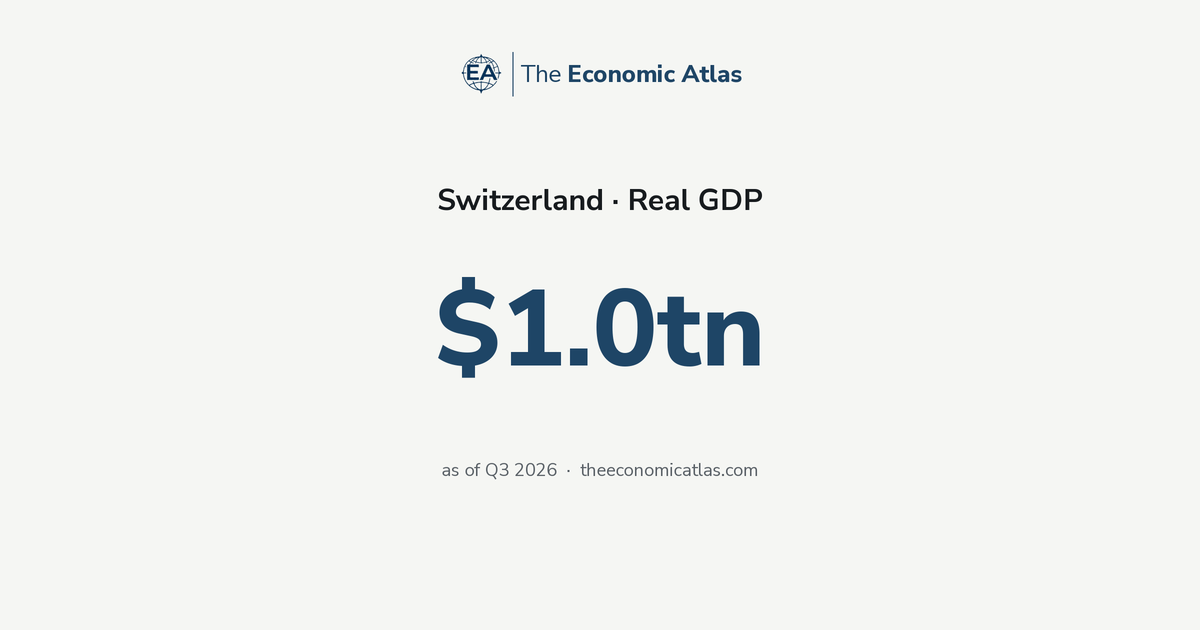 EA The Economic Atlas
Switzerland · Real GDP
$1.0tn
as of Q3 2026 · theeconomicatlas.com